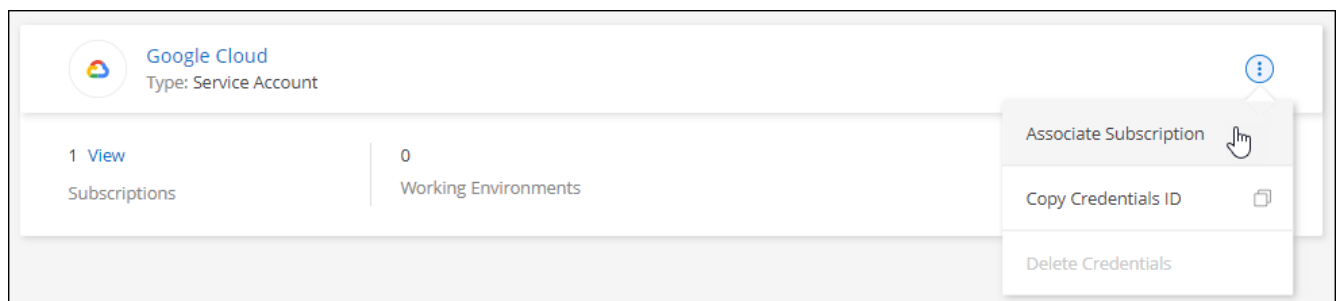 Google Cloud
Type: Service Account
Associate Subscription
1 View
0
Subscriptions
Working Environments
Copy Credentials ID
Delete Credentials